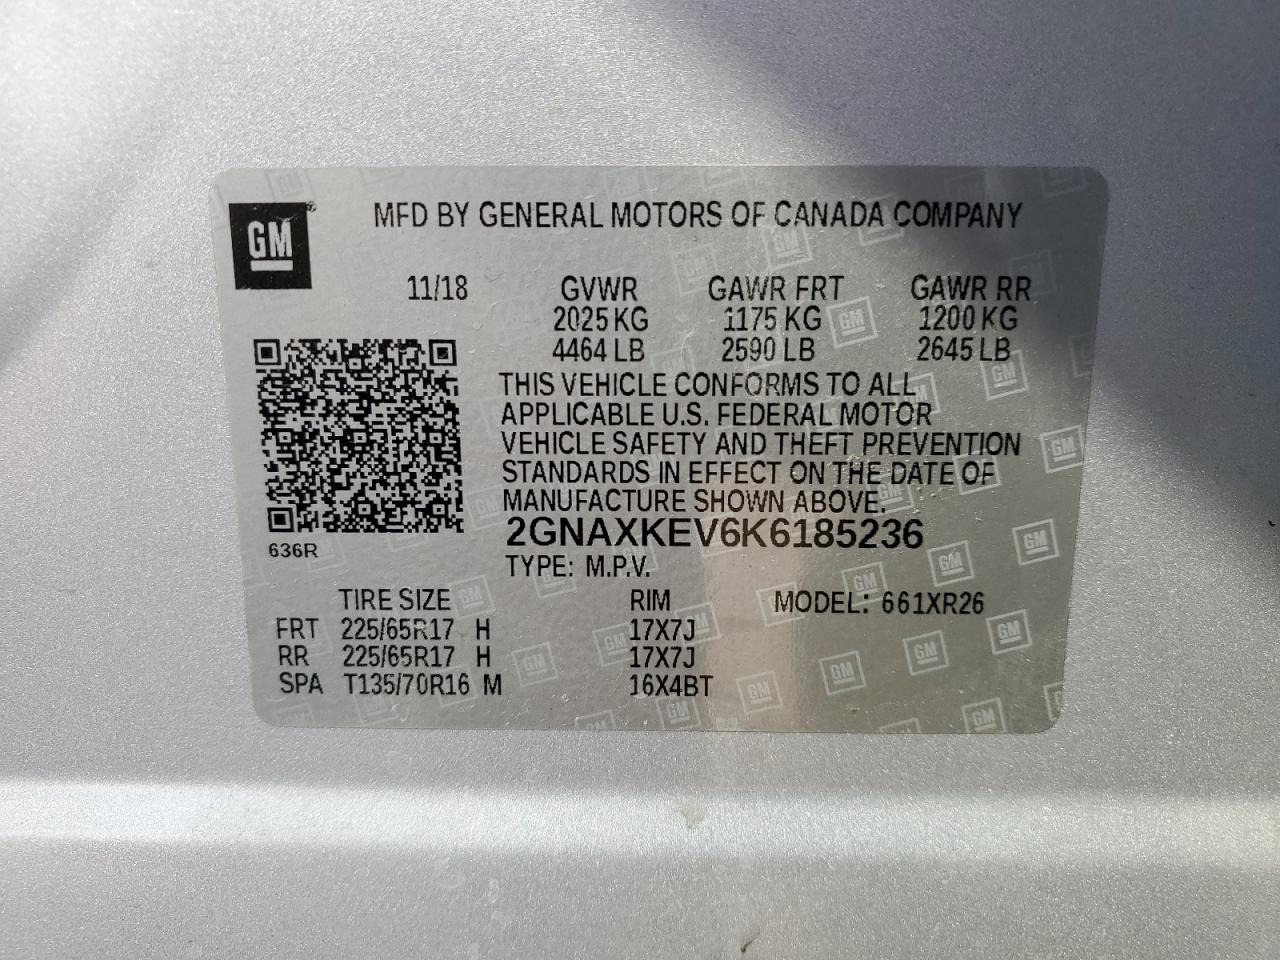 GM
MFD BY GENERAL MOTORS OF CANADA COMPANY
11/18 GVWR GAWR FRT GAWR RR
2025 KG 1175 KG 1200 KG
4464 LB 2590 LB 2645 LB
THIS VEHICLE CONFORMS TO ALL
APPLICABLE U.S. FEDERAL MOTOR
VEHICLE SAFETY AND THEFT PREVENTION
STANDARDS IN EFFECT ON THE DATE OF
MANUFACTURE SHOWN ABOVE.
2GNAXKEV6K6185236
636R
TYPE: M.P.V.
TIRE SIZE RIM MODEL: 661XR26
FRT 225/65R17 H 17X7J
RR 225/65R17 H 17X7J
SPA T135/70R16 M 16X4BT